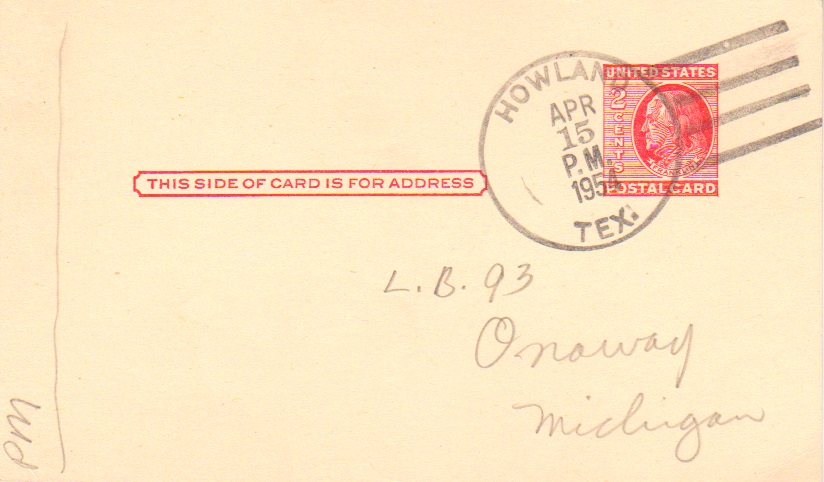 HOWLAND
APR
15
P.M.
1954
TEX.
UNITED STATES
2 CENTS
FRANKLIN
POSTAL CARD
THIS SIDE OF CARD IS FOR ADDRESS
L.B. 93
Onaway
Michigan